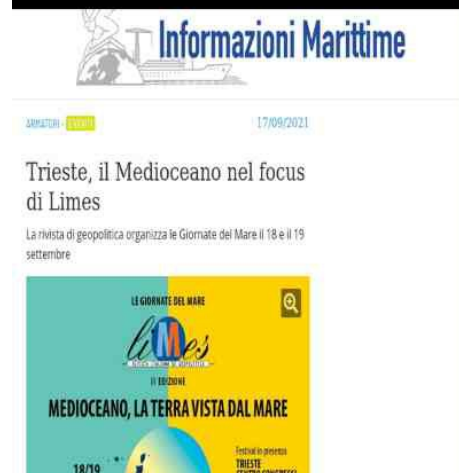 Informazioni Marittime
ARMATORI - EVENTI 17/09/2021
Trieste, il Medioceano nel focus
di Limes
La rivista di geopolitica organizza le Giornate del Mare il 18 e il 19
settembre
LE GIORNATE DEL MARE
liMes
II EDIZIONE
MEDIOCEANO, LA TERRA VISTA DAL MARE
Festival in presenza
18/19 TRIESTE
CENTRO CONGRESSI